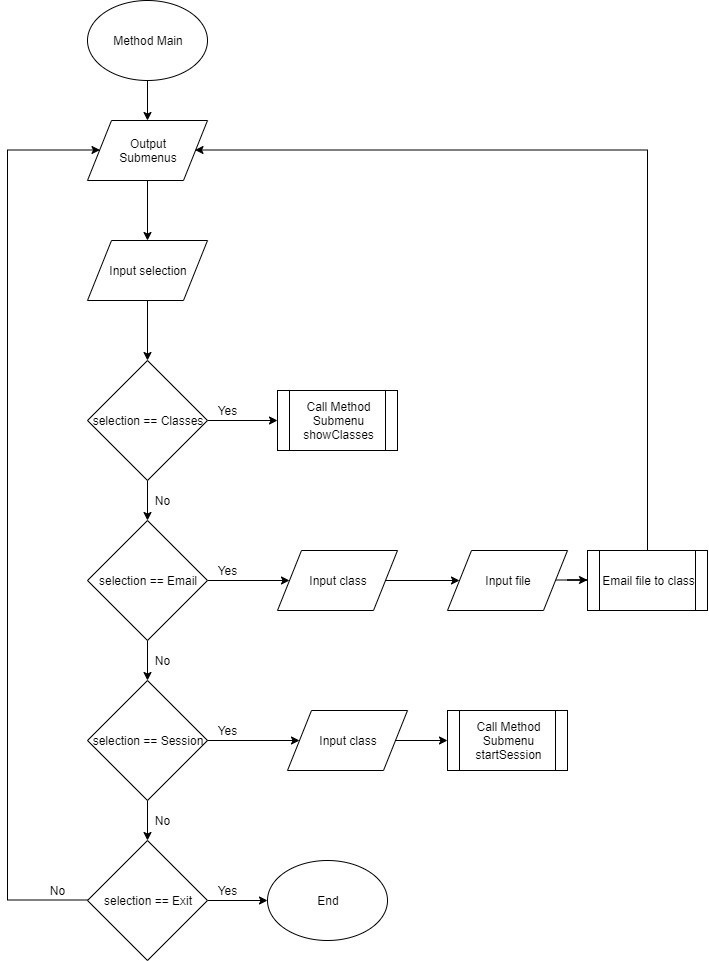 Method Main
Output
Submenus
Input selection
selection == Classes
Yes
Call Method
Submenu
showClasses
No
selection == Email
Yes
Input class
Input file
Email file to class
No
selection == Session
Yes
Input class
Call Method
Submenu
startSession
No
No
selection == Exit
Yes
End